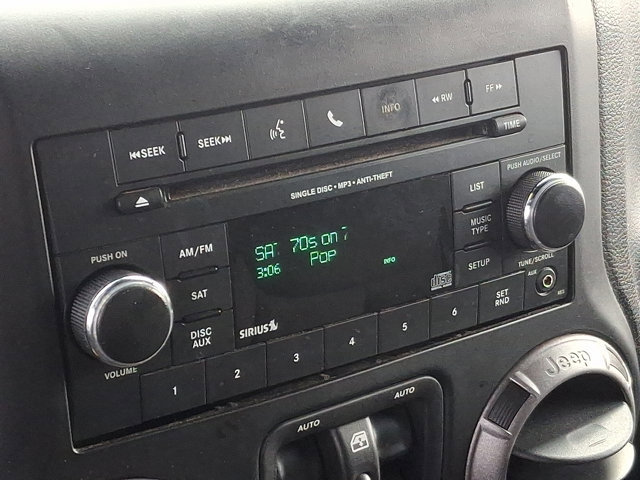 ⏮SEEK
SEEK⏭
INFO
◀◀ RW
FF ▶▶
TIME
SINGLE DISC • MP3 • ANTI-THEFT
PUSH AUDIO/SELECT
LIST
MUSIC
TYPE
SETUP
TUNE/SCROLL
PUSH ON
VOLUME
AM/FM
SAT
DISC
AUX
SAT 70s on 7
3:06 POP
INFO
SIRIUS
disc
SET
RND
AUX
1
2
3
4
5
6
AUTO
AUTO
Jeep